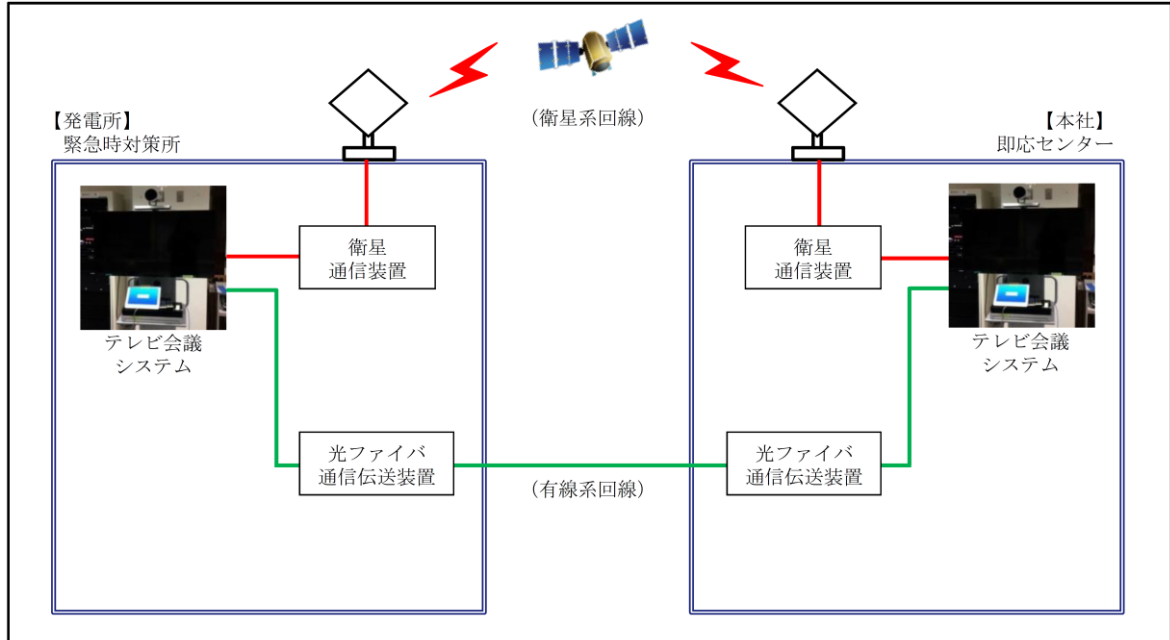 【発電所】
緊急時対策所
(衛星系回線)
【本社】
即応センター
衛星
通信装置
衛星
通信装置
テレビ会議
システム
テレビ会議
システム
光ファイバ
通信伝送装置
(有線系回線)
光ファイバ
通信伝送装置